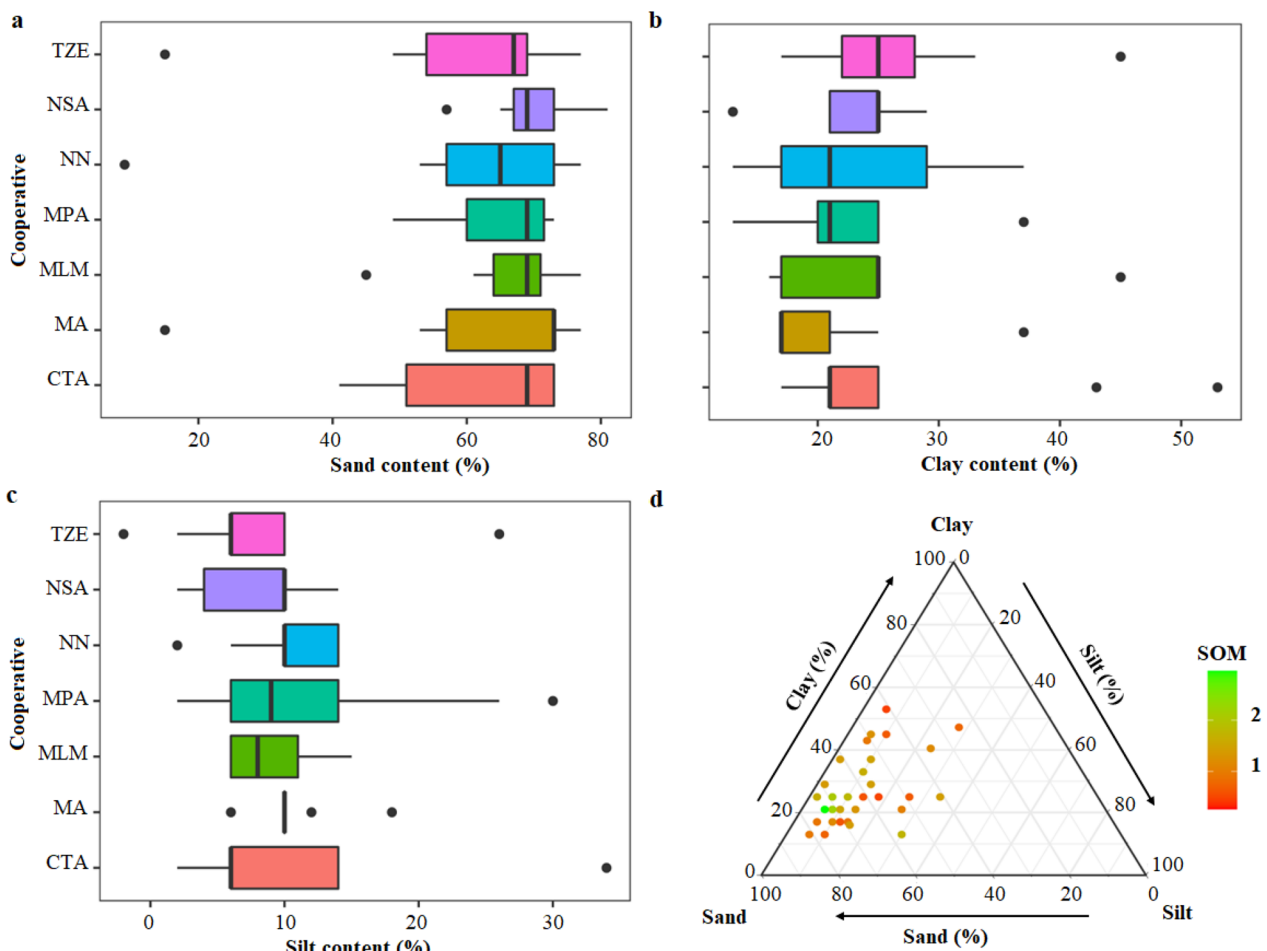 a
TZE
NSA
NN
MPA
MLM
MA
CTA
Cooperative
20 40 60 80
Sand content (%)
b
20 30 40 50
Clay content (%)
c
TZE
NSA
NN
MPA
MLM
MA
CTA
Cooperative
0 10 20 30
Silt content (%)
d
Clay
100 0
80 20
60 40
40 60
20 80
0 100
100 80 60 40 20 0
Clay (%)
Silt (%)
Sand Silt
Sand (%)
SOM
2
1